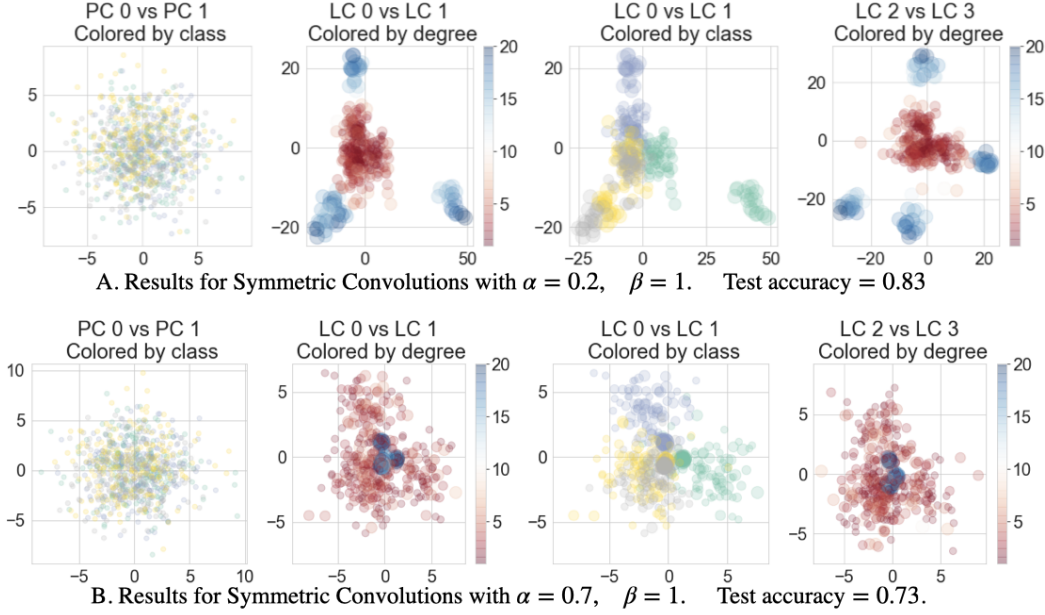 PC 0 vs PC 1
Colored by class
LC 0 vs LC 1
Colored by degree
LC 0 vs LC 1
Colored by class
LC 2 vs LC 3
Colored by degree
5
0
−5
−5 0 5
20
0
−20
0 50
20
15
10
5
20
0
−20
−25 0 25 50
20
0
−20
−20 0 20
20
15
10
5
A. Results for Symmetric Convolutions with α = 0.2, β = 1. Test accuracy = 0.83
PC 0 vs PC 1
Colored by class
LC 0 vs LC 1
Colored by degree
LC 0 vs LC 1
Colored by class
LC 2 vs LC 3
Colored by degree
10
5
0
−5
−5 0 5 10
5
0
−5
−5 0 5
20
15
10
5
5
0
−5
−5 0 5
5
0
−5
−5 0 5
20
15
10
5
B. Results for Symmetric Convolutions with α = 0.7, β = 1. Test accuracy = 0.73.